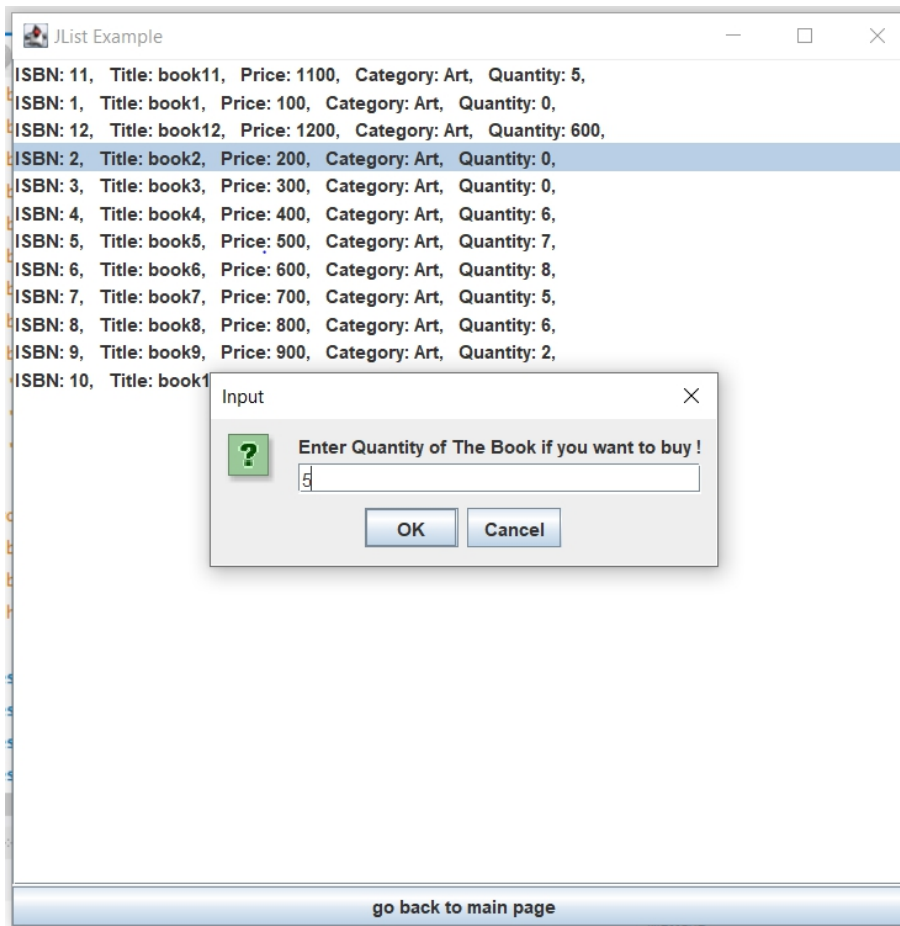 JList Example
ISBN: 11,   Title: book11,   Price: 1100,   Category: Art,   Quantity: 5,
ISBN: 1,   Title: book1,   Price: 100,   Category: Art,   Quantity: 0,
ISBN: 12,   Title: book12,   Price: 1200,   Category: Art,   Quantity: 600,
ISBN: 2,   Title: book2,   Price: 200,   Category: Art,   Quantity: 0,
ISBN: 3,   Title: book3,   Price: 300,   Category: Art,   Quantity: 0,
ISBN: 4,   Title: book4,   Price: 400,   Category: Art,   Quantity: 6,
ISBN: 5,   Title: book5,   Price: 500,   Category: Art,   Quantity: 7,
ISBN: 6,   Title: book6,   Price: 600,   Category: Art,   Quantity: 8,
ISBN: 7,   Title: book7,   Price: 700,   Category: Art,   Quantity: 5,
ISBN: 8,   Title: book8,   Price: 800,   Category: Art,   Quantity: 6,
ISBN: 9,   Title: book9,   Price: 900,   Category: Art,   Quantity: 2,
ISBN: 10,   Title: book1
Input
Enter Quantity of The Book if you want to buy !
5
OK Cancel
go back to main page